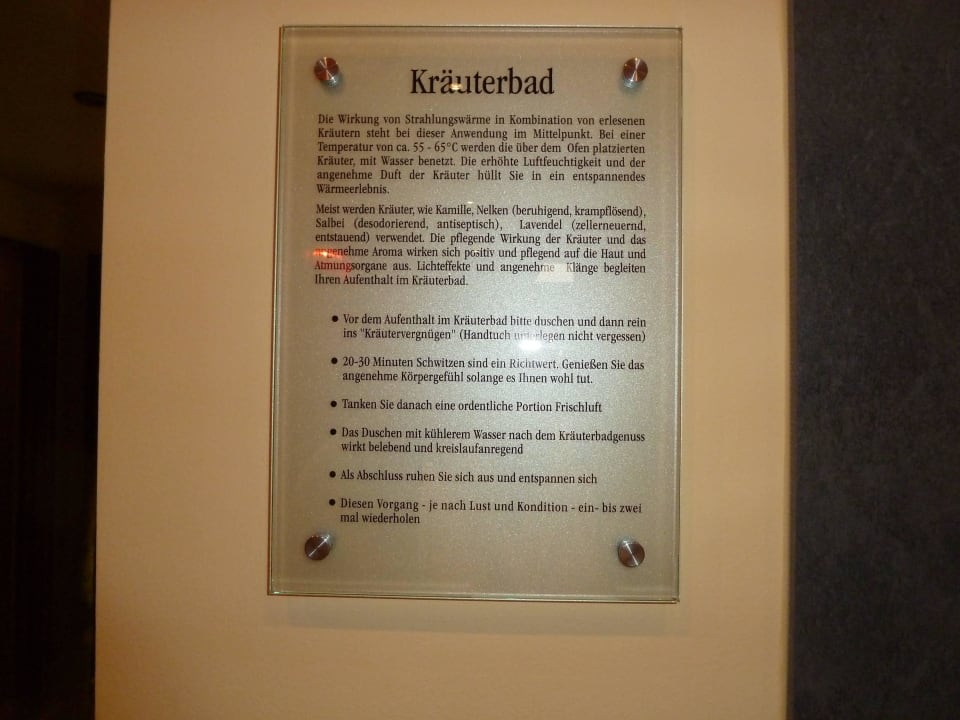 Kräuterbad
Die Wirkung von Strahlungswärme in Kombination von erlesenen
Kräutern steht bei dieser Anwendung im Mittelpunkt. Bei einer
Temperatur von ca. 55 - 65°C werden die über dem Ofen platzierten
Kräuter, mit Wasser benetzt. Die erhöhte Luftfeuchtigkeit und der
angenehme Duft der Kräuter hüllt Sie in ein entspannendes
Wärmeerlebnis.
Meist werden Kräuter, wie Kamille, Nelken (beruhigend, krampflösend),
Salbei (desodorierend, antiseptisch), Lavendel (zellerneuernd,
entstauend) verwendet. Die pflegende Wirkung der Kräuter und das
angenehme Aroma wirken sich positiv und pflegend auf die Haut und
Atmungsorgane aus. Lichteffekte und angenehme Klänge begleiten
Ihren Aufenthalt im Kräuterbad.
● Vor dem Aufenthalt im Kräuterbad bitte duschen und dann rein
ins "Kräutervergnügen" (Handtuch unterlegen nicht vergessen)
● 20-30 Minuten Schwitzen sind ein Richtwert. Genießen Sie das
angenehme Körpergefühl solange es Ihnen wohl tut.
● Tanken Sie danach eine ordentliche Portion Frischluft
● Das Duschen mit kühlerem Wasser nach dem Kräuterbadgenuss
wirkt belebend und kreislaufanregend
● Als Abschluss ruhen Sie sich aus und entspannen sich
● Diesen Vorgang - je nach Lust und Kondition - ein- bis zwei
mal wiederholen